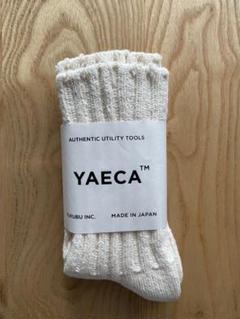 AUTHENTIC UTILITY TOOLS
YAECA™
INC. MADE IN JAPAN